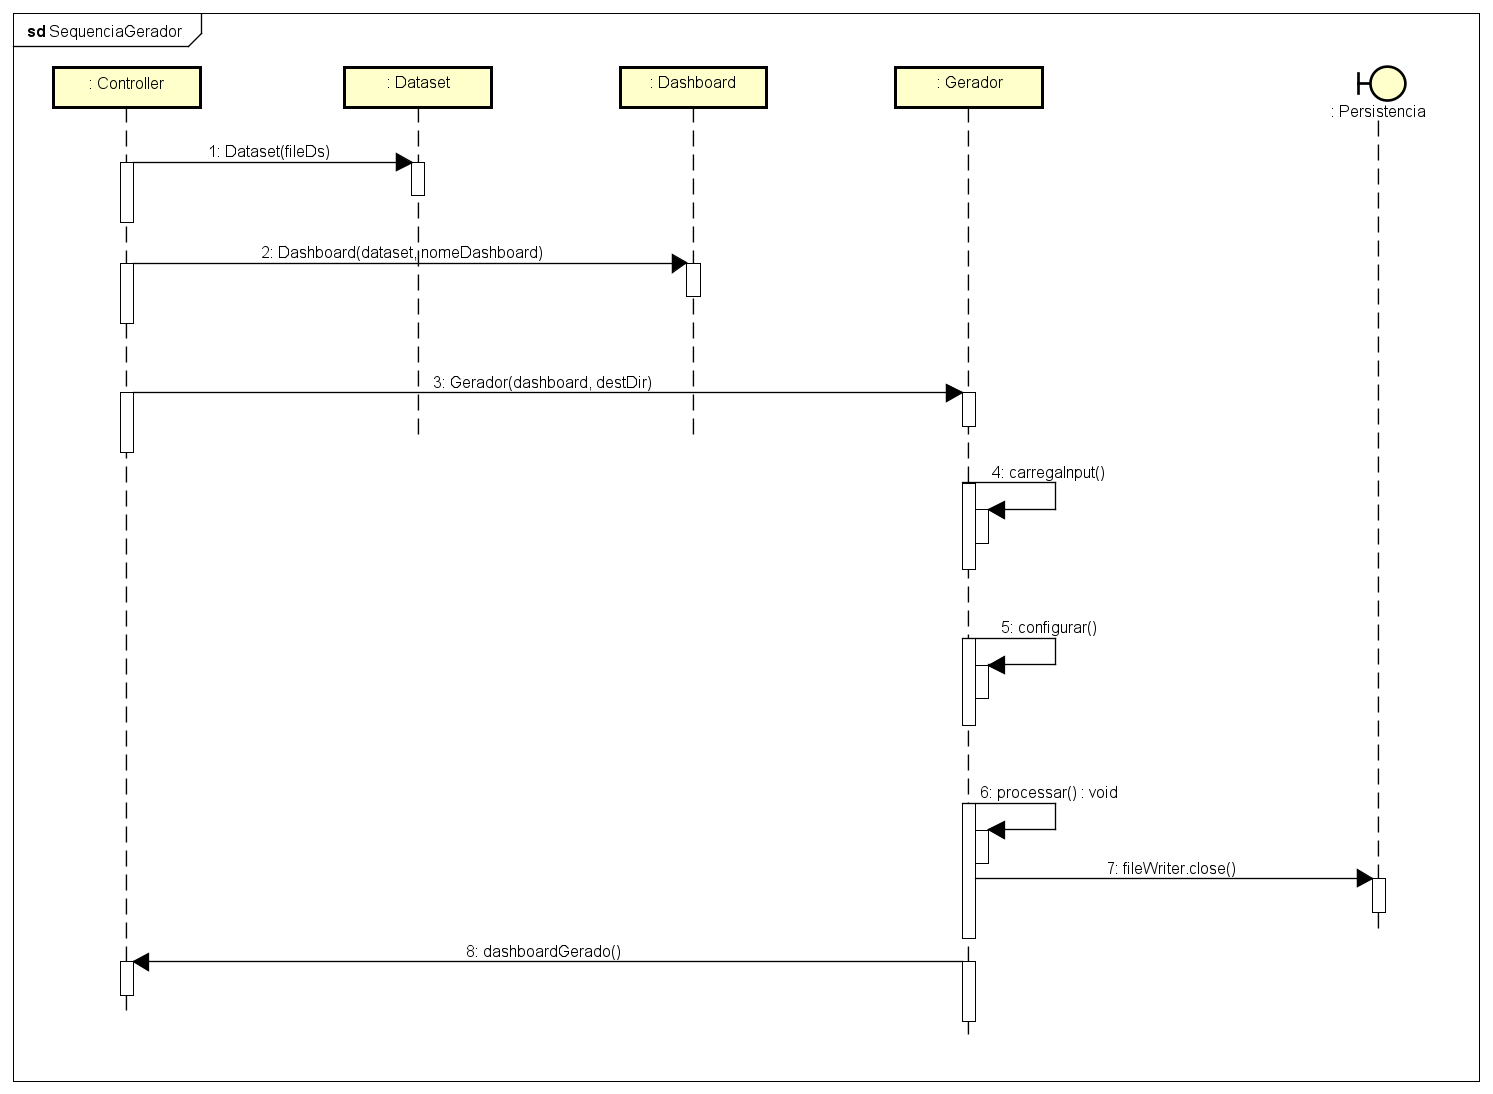 sd SequenciaGerador
: Controller
: Dataset
: Dashboard
: Gerador
: Persistencia
1: Dataset(fileDs)
2: Dashboard(dataset, nomeDashboard)
3: Gerador(dashboard, destDir)
4: carregaInput()
5: configurar()
6: processar() : void
7: fileWriter.close()
8: dashboardGerado()